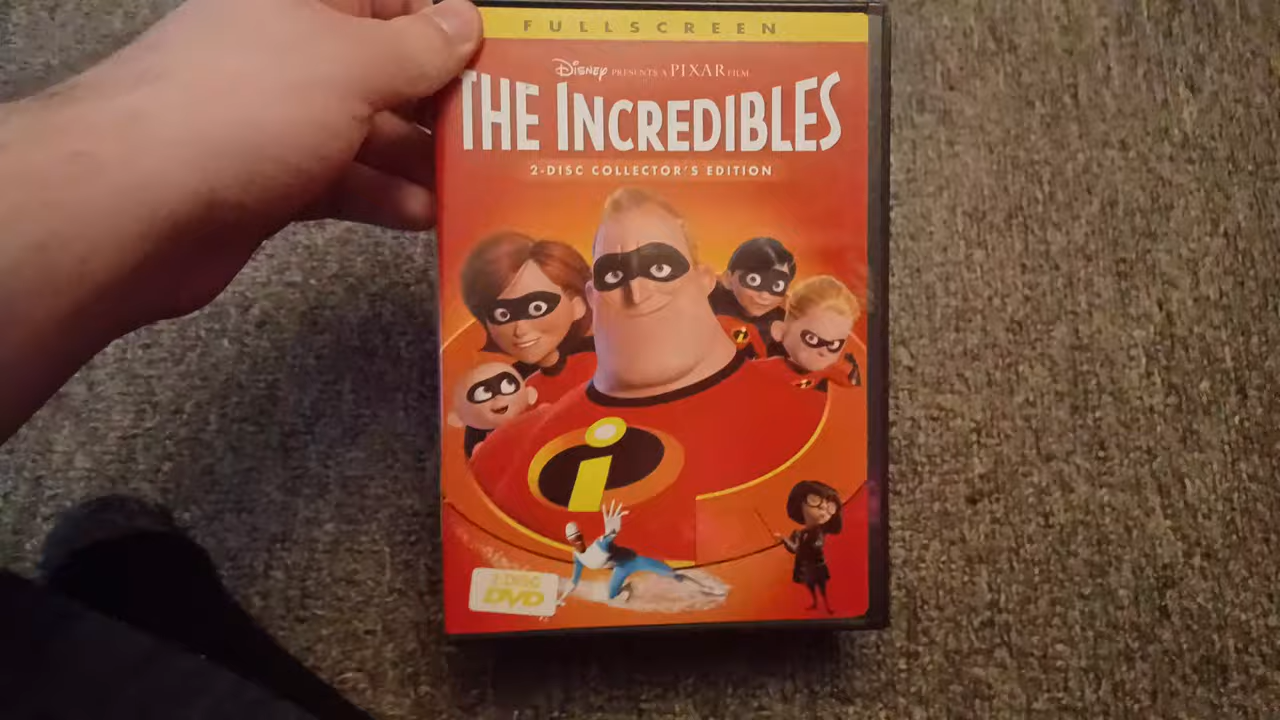 FULLSCREEN
DISNEY PRESENTS A PIXAR FILM
THE INCREDIBLES
2-DISC COLLECTOR'S EDITION
i
2-DISC
DVD